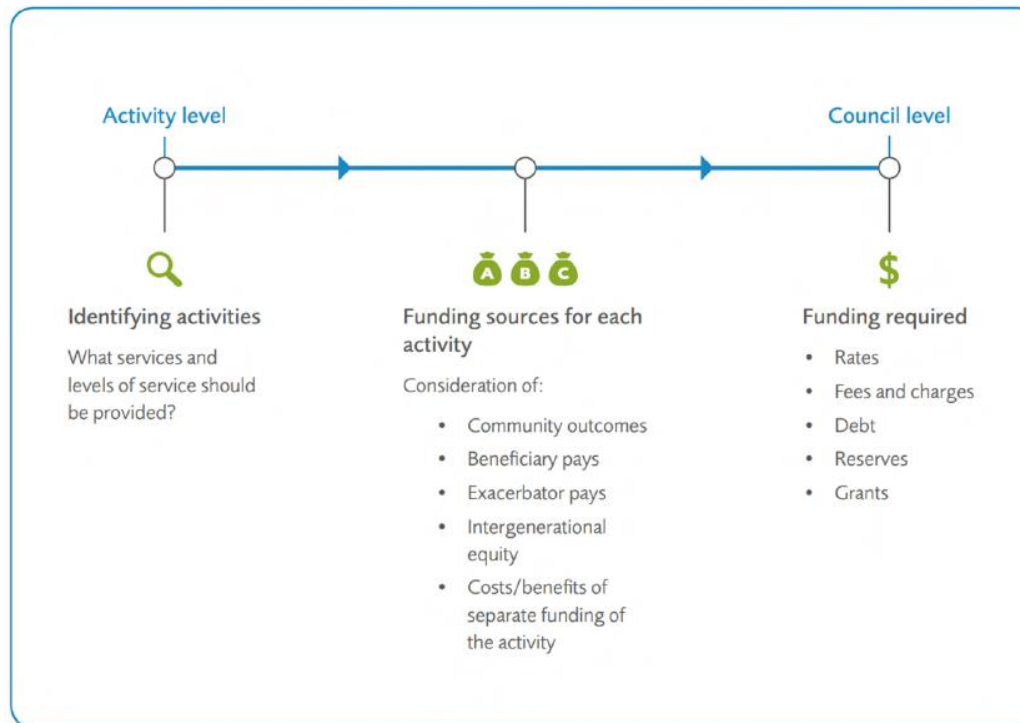 Activity level
Council level
A B C
$
Identifying activities
What services and
levels of service should
be provided?
Funding sources for each
activity
Consideration of:
• Community outcomes
• Beneficiary pays
• Exacerbator pays
• Intergenerational
equity
• Costs/benefits of
separate funding of
the activity
Funding required
• Rates
• Fees and charges
• Debt
• Reserves
• Grants